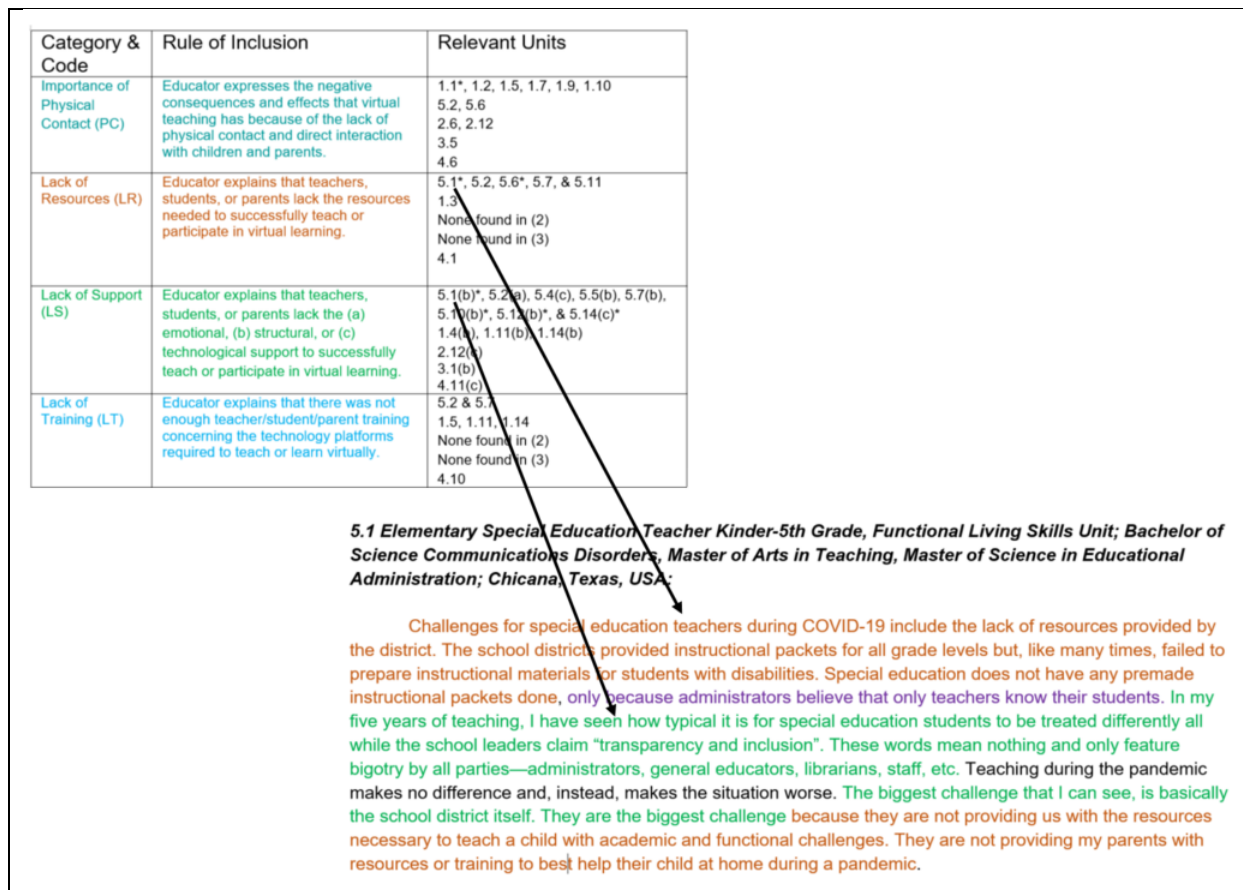 Category & Code
Rule of Inclusion
Relevant Units
Importance of
Physical
Contact (PC)
Educator expresses the negative
consequences and effects that virtual
teaching has because of the lack of
physical contact and direct interaction
with children and parents.
1.1*, 1.2, 1.5, 1.7, 1.9, 1.10
5.2, 5.6
2.6, 2.12
3.5
4.6
Lack of
Resources (LR)
Educator explains that teachers,
students, or parents lack the resources
needed to successfully teach or
participate in virtual learning.
5.1*, 5.2, 5.6*, 5.7, & 5.11
1.3
None found in (2)
None found in (3)
4.1
Lack of Support
(LS)
Educator explains that teachers,
students, or parents lack the (a)
emotional, (b) structural, or (c)
technological support to successfully
teach or participate in virtual learning.
5.1(b)*, 5.2(a), 5.4(c), 5.5(b), 5.7(b),
5.10(b)*, 5.12(b)*, & 5.14(c)*
1.4(b), 1.11(b), 1.14(b)
2.12(c)
3.1(b)
4.11(c)
Lack of
Training (LT)
Educator explains that there was not
enough teacher/student/parent training
concerning the technology platforms
required to teach or learn virtually.
5.2 & 5.7
1.5, 1.11, 1.14
None found in (2)
None found in (3)
4.10
5.1 Elementary Special Education Teacher Kinder-5th Grade, Functional Living Skills Unit; Bachelor of
Science Communications Disorders, Master of Arts in Teaching, Master of Science in Educational
Administration; Chicana, Texas, USA:
Challenges for special education teachers during COVID-19 include the lack of resources provided by
the district. The school districts provided instructional packets for all grade levels but, like many times, failed to
prepare instructional materials for students with disabilities. Special education does not have any premade
instructional packets done, only because administrators believe that only teachers know their students. In my
five years of teaching, I have seen how typical it is for special education students to be treated differently all
while the school leaders claim “transparency and inclusion”. These words mean nothing and only feature
bigotry by all parties—administrators, general educators, librarians, staff, etc. Teaching during the pandemic
makes no difference and, instead, makes the situation worse. The biggest challenge that I can see, is basically
the school district itself. They are the biggest challenge because they are not providing us with the resources
necessary to teach a child with academic and functional challenges. They are not providing my parents with
resources or training to best help their child at home during a pandemic.